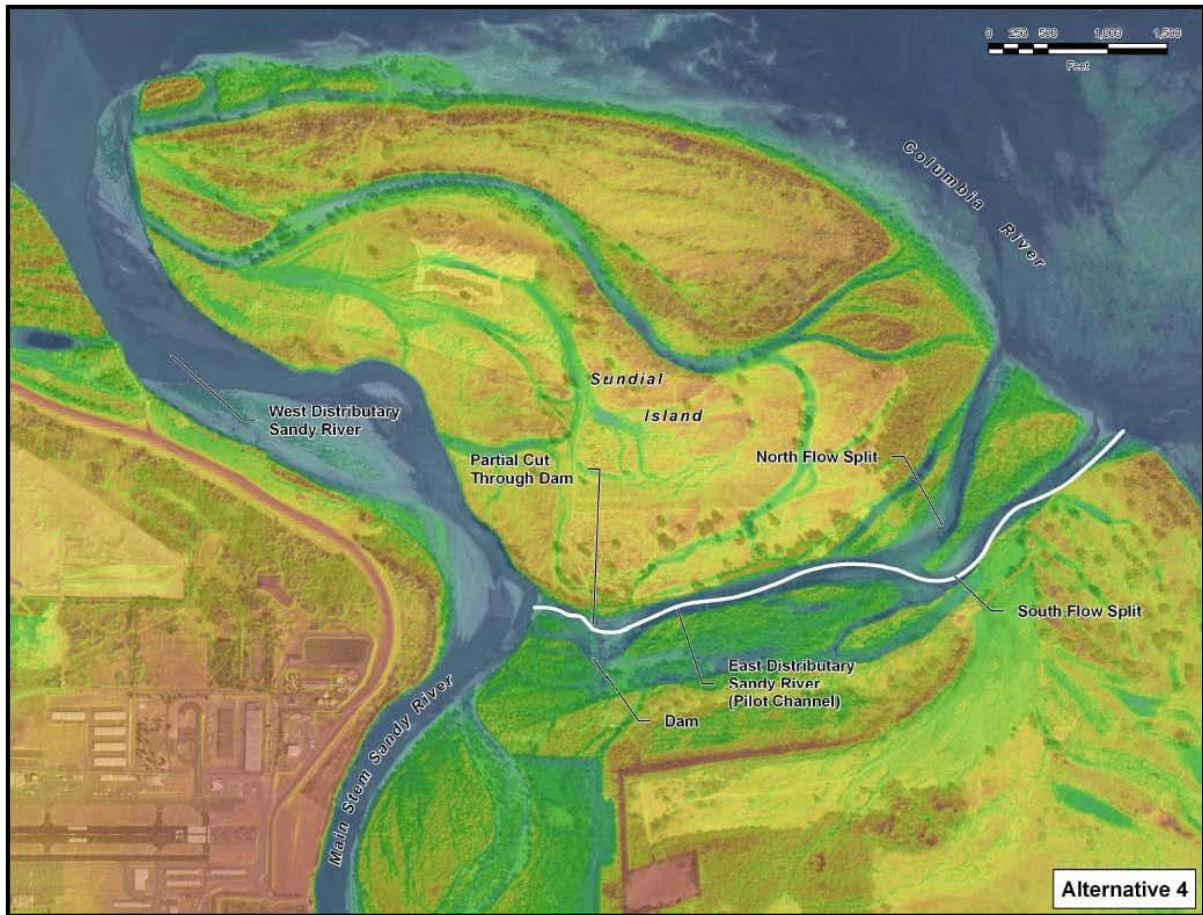 0 250 500 1,000 1,500
Feet
Columbia River
Sundial
Island
West Distributary
Sandy River
Partial Cut
Through Dam
North Flow Split
South Flow Split
East Distributary
Sandy River
(Pilot Channel)
Dam
Main Stem Sandy River
Alternative 4